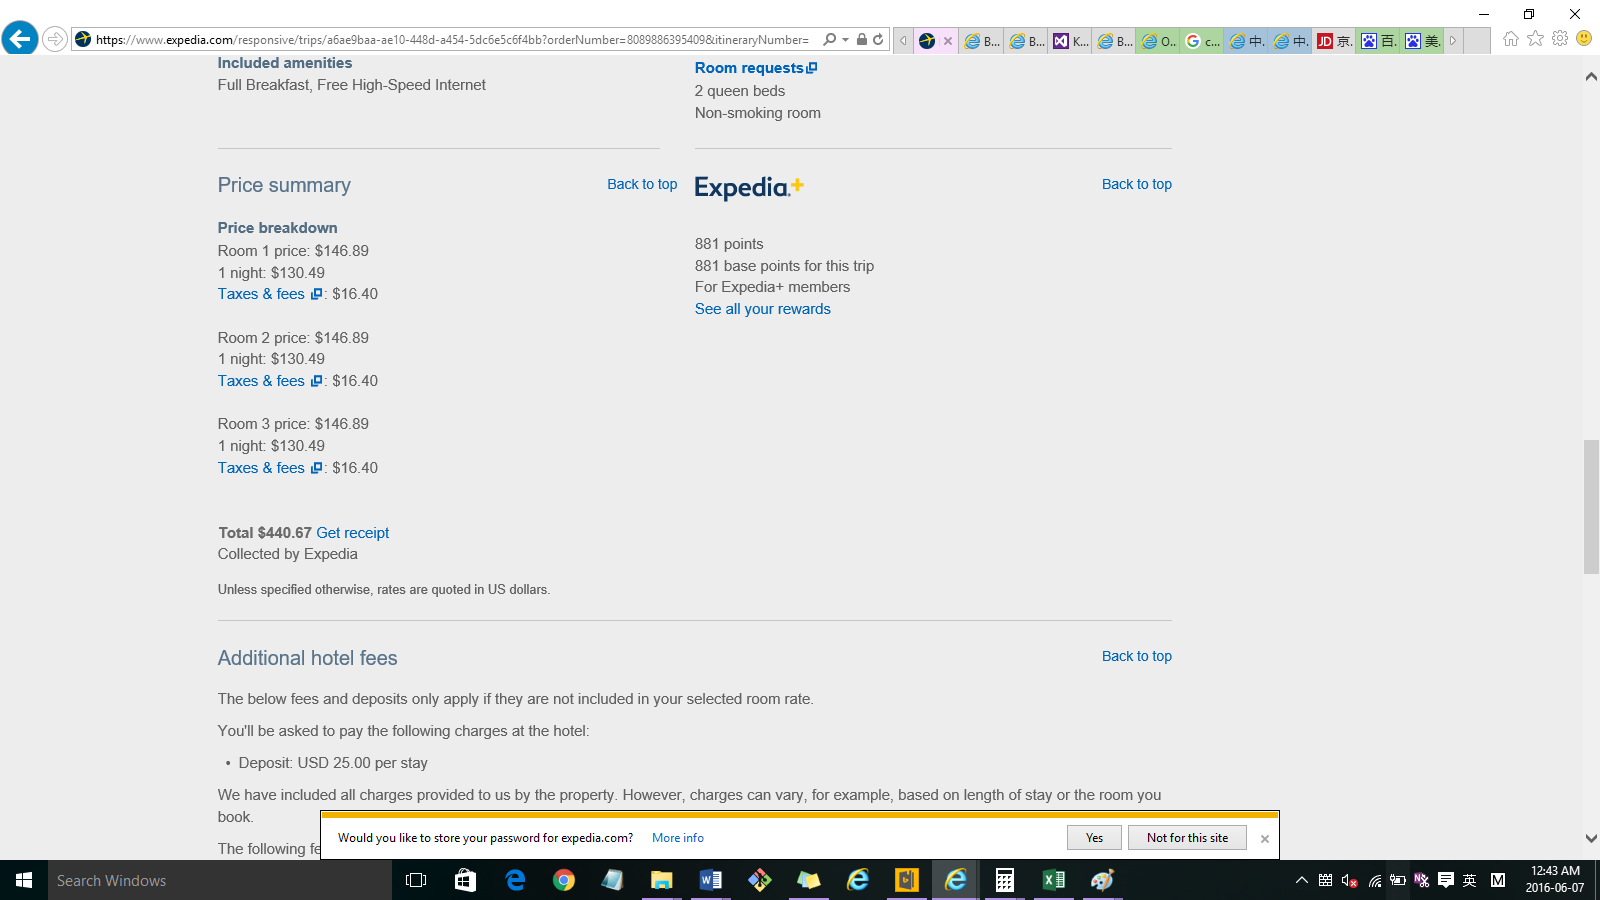 https://www.expedia.com/responsive/trips/a6ae9baa-ae10-448d-a454-5dc6e5c6f4bb?orderNumber=8089886395409&itineraryNumber=
B... B... K... B... O... c... 中. 中. JD 京. 百. 美.
Included amenities
Full Breakfast, Free High-Speed Internet
Room requests
2 queen beds
Non-smoking room
Price summary
Back to top
Price breakdown
Room 1 price: $146.89
1 night: $130.49
Taxes & fees : $16.40
Room 2 price: $146.89
1 night: $130.49
Taxes & fees : $16.40
Room 3 price: $146.89
1 night: $130.49
Taxes & fees : $16.40
Total $440.67 Get receipt
Collected by Expedia
Unless specified otherwise, rates are quoted in US dollars.
Expedia+
Back to top
881 points
881 base points for this trip
For Expedia+ members
See all your rewards
Additional hotel fees
Back to top
The below fees and deposits only apply if they are not included in your selected room rate.
You'll be asked to pay the following charges at the hotel:
• Deposit: USD 25.00 per stay
We have included all charges provided to us by the property. However, charges can vary, for example, based on length of stay or the room you
book.
The following fe
Would you like to store your password for expedia.com? More info Yes Not for this site
Search Windows
英 M
12:43 AM
2016-06-07